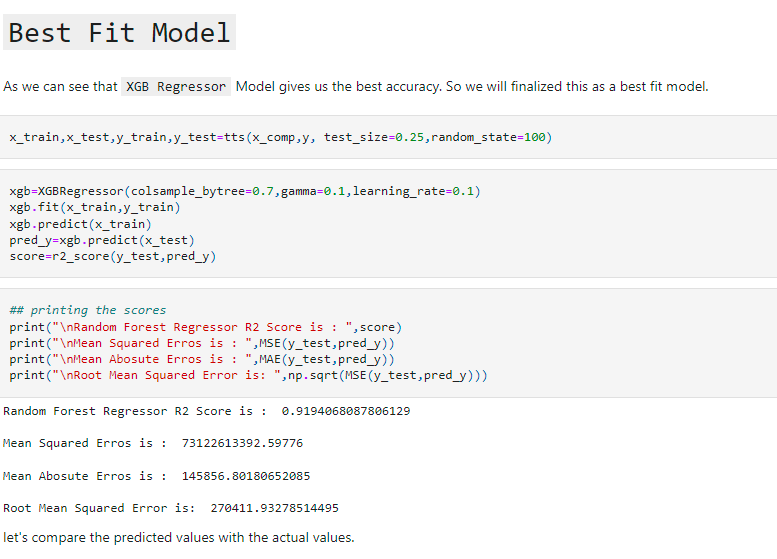 Best Fit Model
As we can see that XGB Regressor Model gives us the best accuracy. So we will finalized this as a best fit model.
x_train,x_test,y_train,y_test=tts(x_comp,y, test_size=0.25,random_state=100)
xgb=XGBRegressor(colsample_bytree=0.7,gamma=0.1,learning_rate=0.1)
xgb.fit(x_train,y_train)
xgb.predict(x_train)
pred_y=xgb.predict(x_test)
score=r2_score(y_test,pred_y)
## printing the scores
print("\nRandom Forest Regressor R2 Score is : ",score)
print("\nMean Squared Erros is : ",MSE(y_test,pred_y))
print("\nMean Abosute Erros is : ",MAE(y_test,pred_y))
print("\nRoot Mean Squared Error is: ",np.sqrt(MSE(y_test,pred_y)))
Random Forest Regressor R2 Score is :  0.9194068087806129
Mean Squared Erros is :  73122613392.59776
Mean Abosute Erros is :  145856.80180652085
Root Mean Squared Error is:  270411.93278514495
let's compare the predicted values with the actual values.